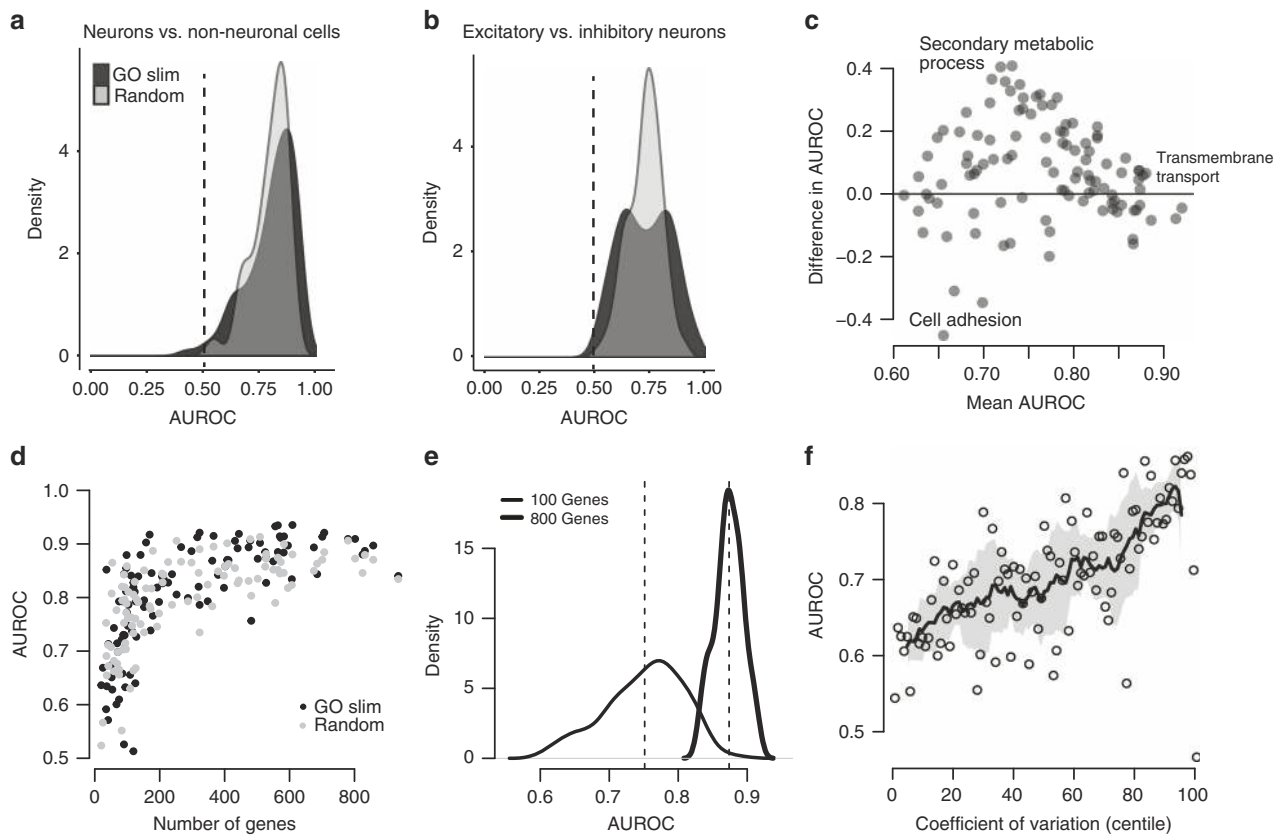 a
Neurons vs. non-neuronal cells
GO slim
Random
Density
4
2
0
0.00 0.25 0.50 0.75 1.00
AUROC
b
Excitatory vs. inhibitory neurons
Density
4
2
0
0.00 0.25 0.50 0.75 1.00
AUROC
c
Secondary metabolic
process
Transmembrane
transport
Cell adhesion
Difference in AUROC
0.4
0.2
0.0
−0.2
−0.4
0.60 0.70 0.80 0.90
Mean AUROC
d
AUROC
1.0
0.9
0.8
0.7
0.6
0.5
GO slim
Random
0 200 400 600 800
Number of genes
e
100 Genes
800 Genes
Density
15
10
5
0
0.6 0.7 0.8 0.9
AUROC
f
AUROC
0.8
0.7
0.6
0.5
0 20 40 60 80 100
Coefficient of variation (centile)